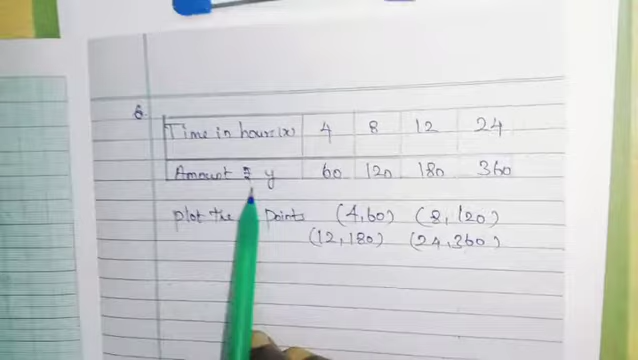 Q.
Time in hours (x) 4 8 12 24
Amount ₹ y 60 120 180 360
plot the points (4,60) (8,120)
(12,180) (24,360)